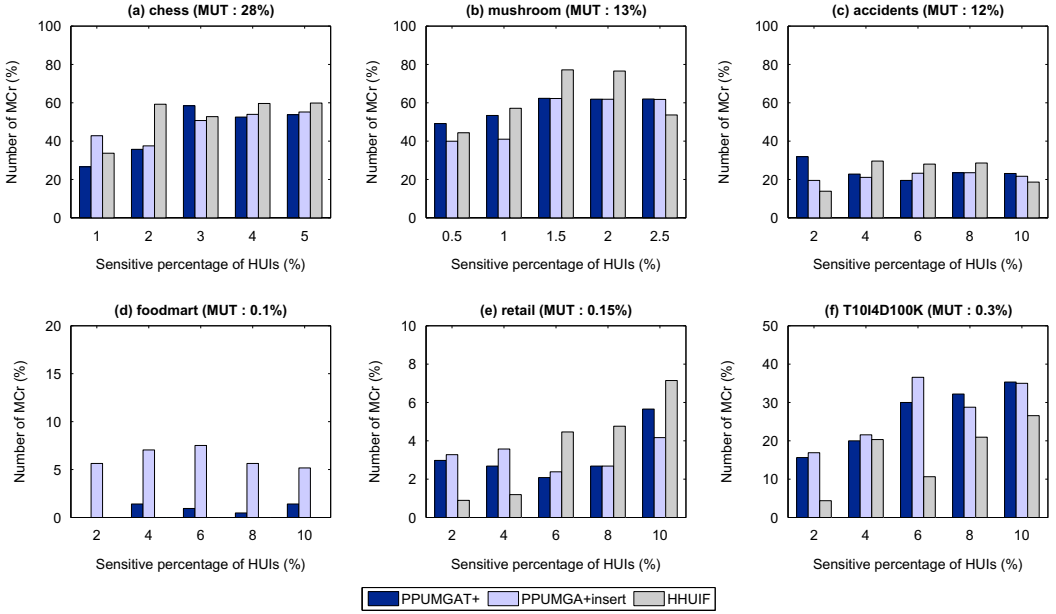 (a) chess (MUT : 28%)
Number of MCr (%)
100
80
60
40
20
0
1 2 3 4 5
Sensitive percentage of HUIs (%)
(b) mushroom (MUT : 13%)
Number of MCr (%)
100
80
60
40
20
0
0.5 1 1.5 2 2.5
Sensitive percentage of HUIs (%)
(c) accidents (MUT : 12%)
Number of MCr (%)
100
80
60
40
20
0
2 4 6 8 10
Sensitive percentage of HUIs (%)
(d) foodmart (MUT : 0.1%)
Number of MCr (%)
20
15
10
5
0
2 4 6 8 10
Sensitive percentage of HUIs (%)
(e) retail (MUT : 0.15%)
Number of MCr (%)
10
8
6
4
2
0
2 4 6 8 10
Sensitive percentage of HUIs (%)
(f) T10I4D100K (MUT : 0.3%)
Number of MCr (%)
50
40
30
20
10
0
2 4 6 8 10
Sensitive percentage of HUIs (%)
PPUMGAT+ PPUMGA+insert HHUIF